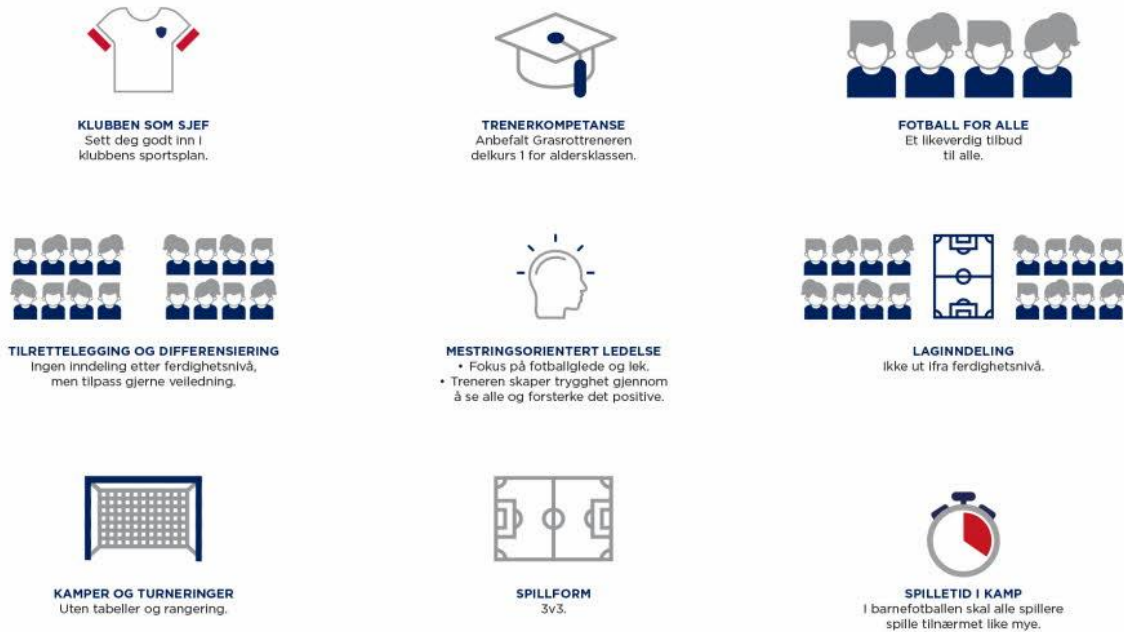 KLUBBEN SOM SJEF
Sett deg godt inn i
klubbens sportsplan.
TRENERKOMPETANSE
Anbefalt Grasrottreneren
delkurs 1 for aldersklassen.
FOTBALL FOR ALLE
Et likeverdig tilbud
til alle.
TILRETTELEGGING OG DIFFERENSIERING
Ingen inndeling etter ferdighetsnivå,
men tilpass gjerne veiledning.
MESTRINGSORIENTERT LEDELSE
• Fokus på fotballglede og lek.
• Treneren skaper trygghet gjennom
å se alle og forsterke det positive.
LAGINNDELING
Ikke ut ifra ferdighetsnivå.
KAMPER OG TURNERINGER
Uten tabeller og rangering.
SPILLFORM
3v3.
SPILLETID I KAMP
I barnefotballen skal alle spillere
spille tilnærmet like mye.